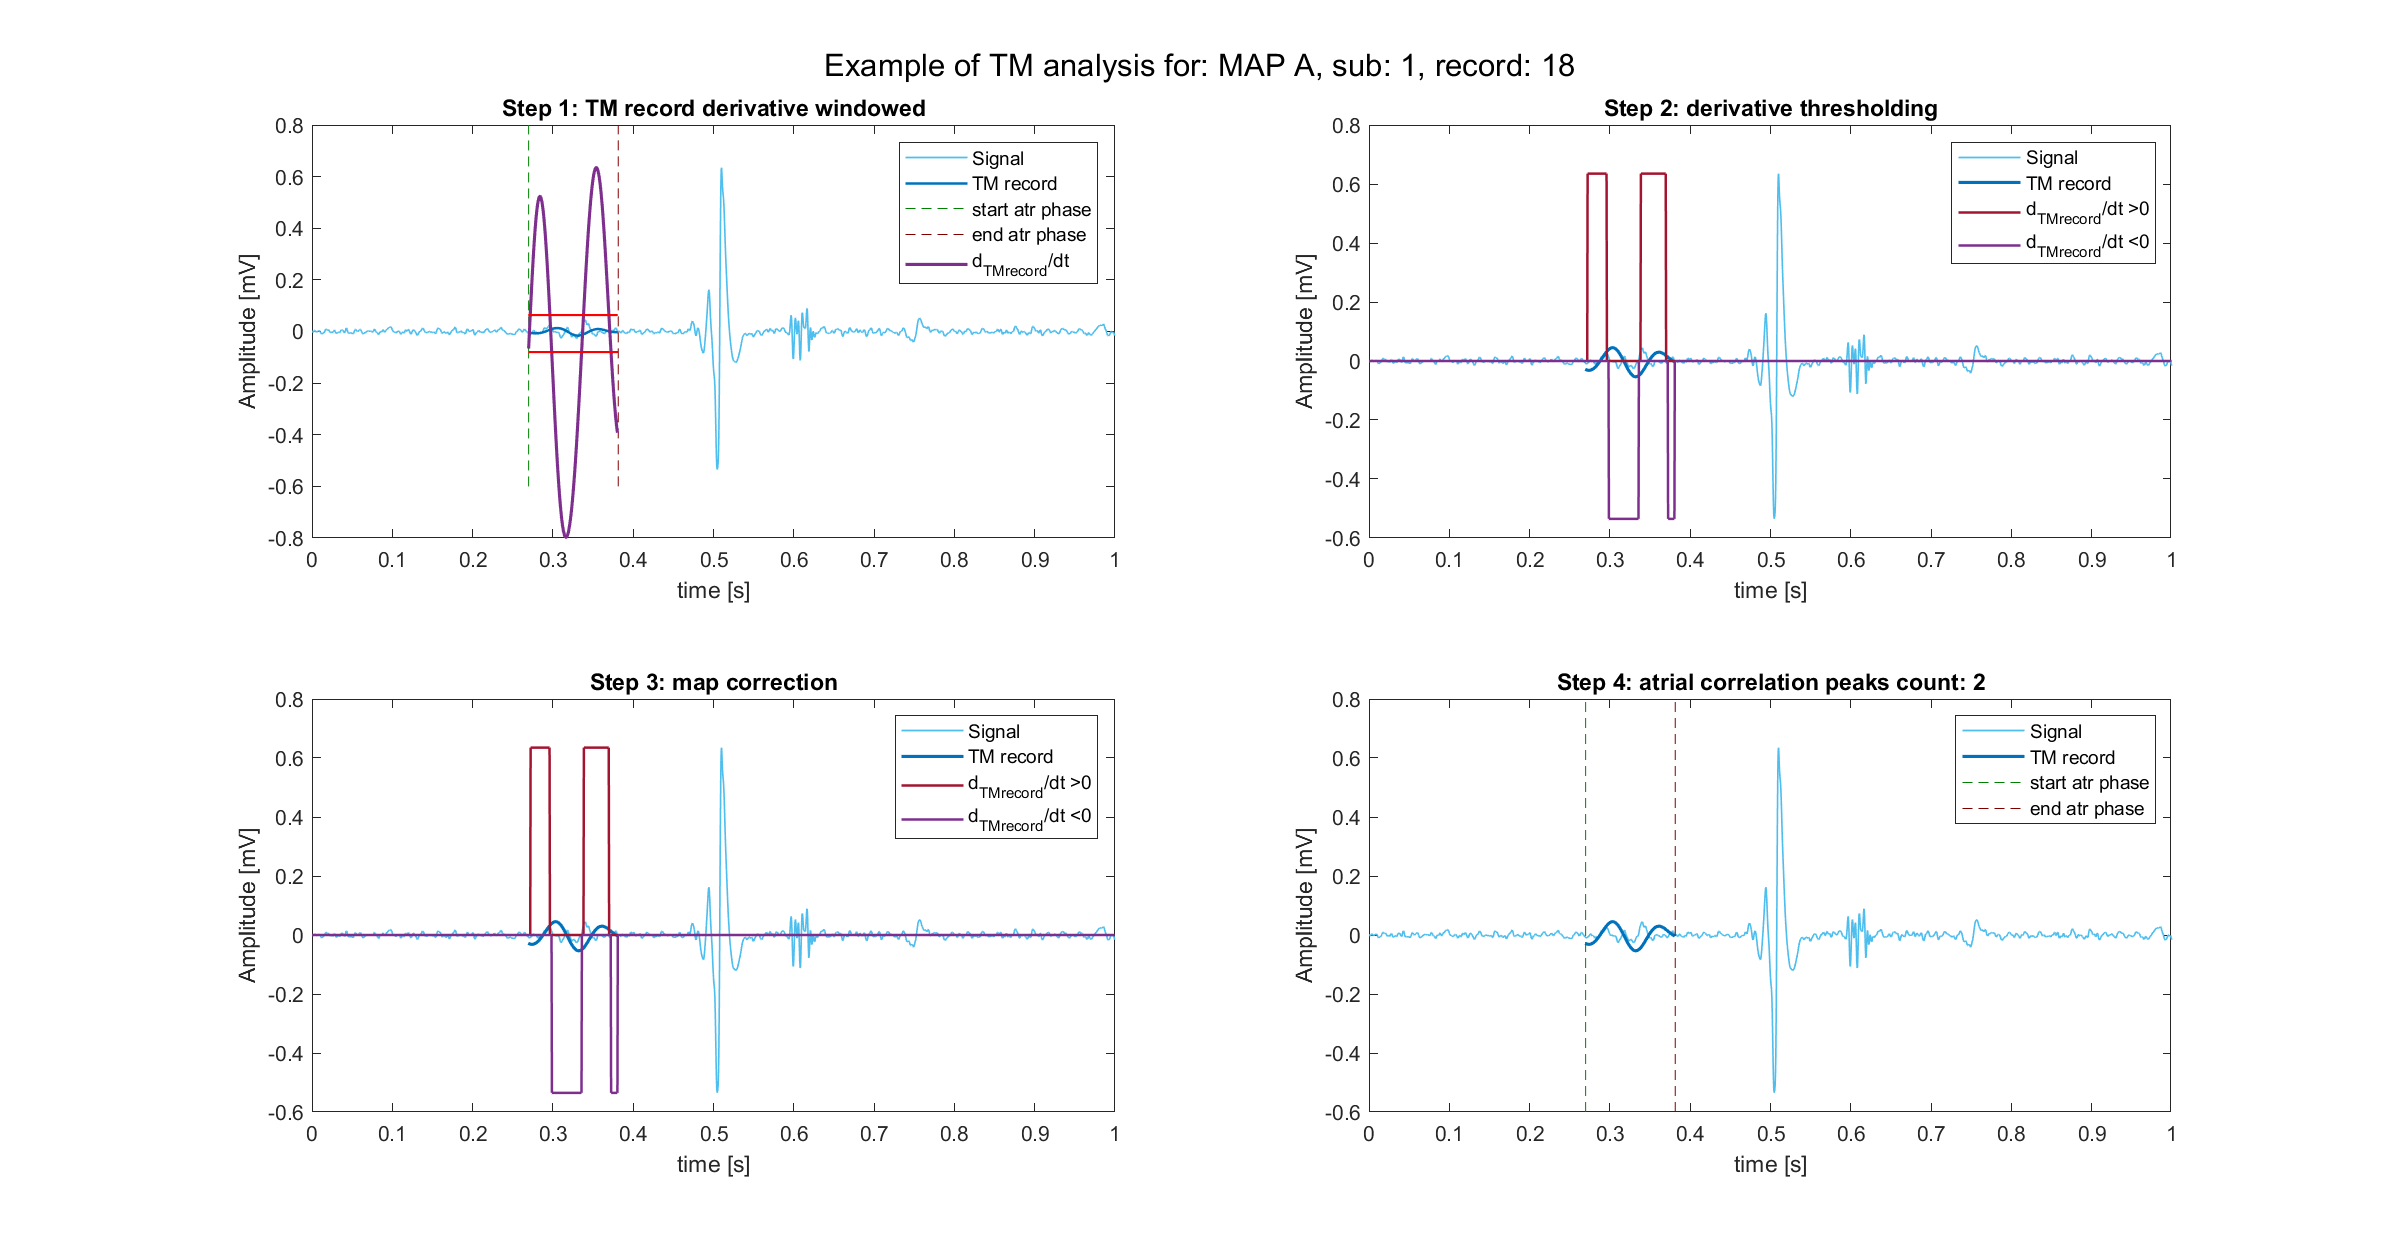 Example of TM analysis for: MAP A, sub: 1, record: 18
Step 1: TM record derivative windowed
0.8
0.6
0.4
0.2
0
-0.2
-0.4
-0.6
-0.8
Amplitude [mV]
0 0.1 0.2 0.3 0.4 0.5 0.6 0.7 0.8 0.9 1
time [s]
Signal
TM record
start atr phase
end atr phase
dTMrecord/dt
Step 2: derivative thresholding
0.8
0.6
0.4
0.2
0
-0.2
-0.4
-0.6
Amplitude [mV]
0 0.1 0.2 0.3 0.4 0.5 0.6 0.7 0.8 0.9 1
time [s]
Signal
TM record
dTMrecord/dt >0
dTMrecord/dt <0
Step 3: map correction
0.8
0.6
0.4
0.2
0
-0.2
-0.4
-0.6
Amplitude [mV]
0 0.1 0.2 0.3 0.4 0.5 0.6 0.7 0.8 0.9 1
time [s]
Signal
TM record
dTMrecord/dt >0
dTMrecord/dt <0
Step 4: atrial correlation peaks count: 2
0.8
0.6
0.4
0.2
0
-0.2
-0.4
-0.6
Amplitude [mV]
0 0.1 0.2 0.3 0.4 0.5 0.6 0.7 0.8 0.9 1
time [s]
Signal
TM record
start atr phase
end atr phase